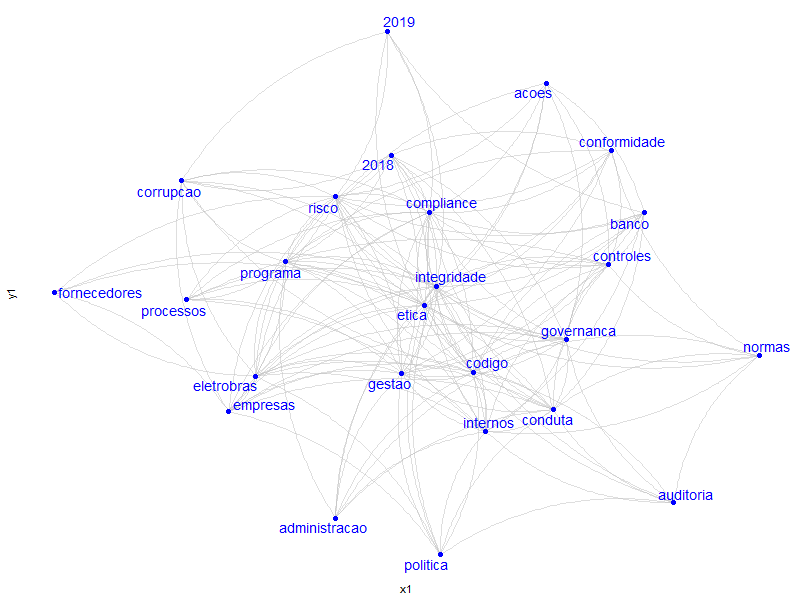 2019
acoes
conformidade
2018
corrupcao
risco
compliance
banco
programa
integridade
controles
fornecedores
processos
etica
governanca
normas
eletrobras
gestao
codigo
empresas
internos
conduta
auditoria
administracao
politica
x1
y1